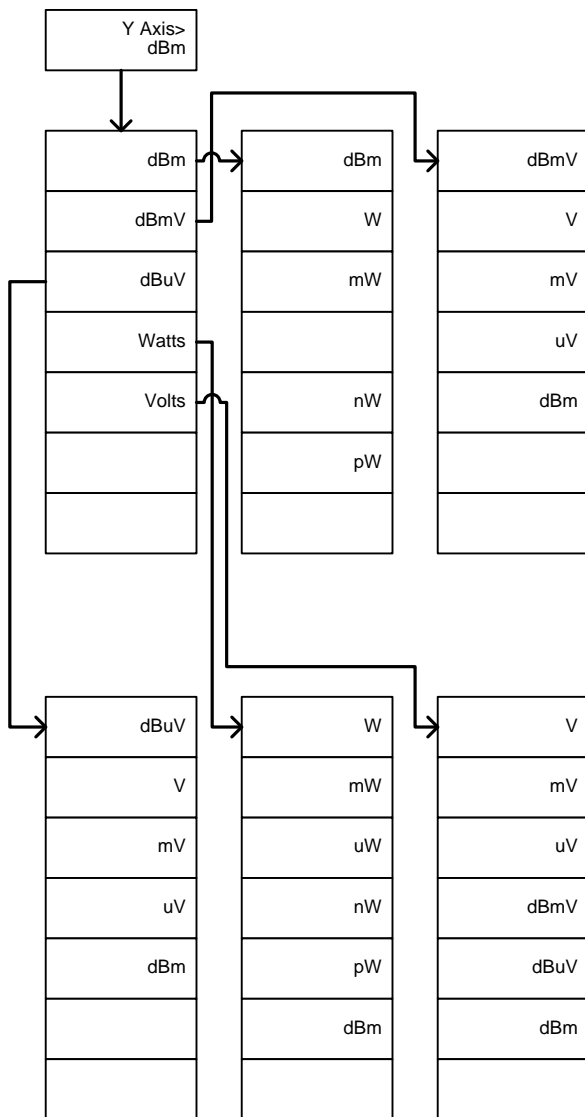 Y Axis>
dBm
dBm
dBmV
dBuV
Watts
Volts
dBm
W
mW
nW
pW
dBmV
V
mV
uV
dBm
dBuV
V
mV
uV
dBm
W
mW
uW
nW
pW
dBm
V
mV
uV
dBmV
dBuV
dBm